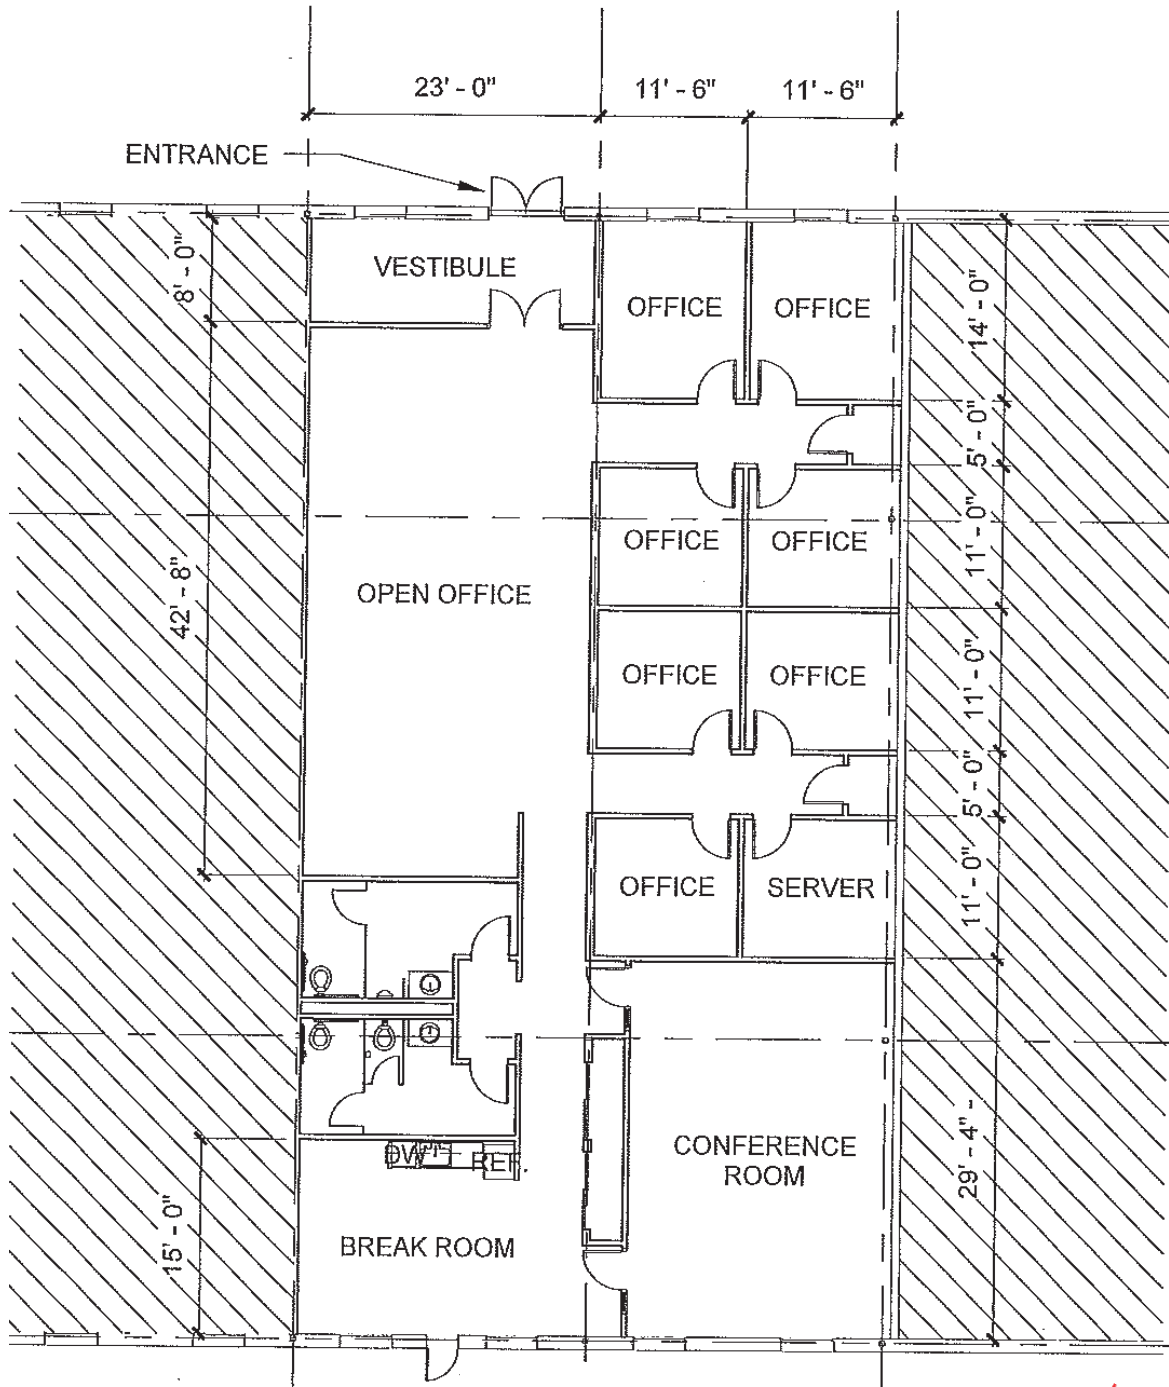 23' - 0"
11' - 6"
11' - 6"
ENTRANCE
8' - 0"
VESTIBULE
OFFICE
OFFICE
14' - 0"
5' - 0"
OFFICE
OFFICE
11' - 0"
42' - 8"
OPEN OFFICE
OFFICE
OFFICE
11' - 0"
5' - 0"
OFFICE
SERVER
11' - 0"
DW
REF.
CONFERENCE
ROOM
29' - 4" -
15' - 0"
BREAK ROOM